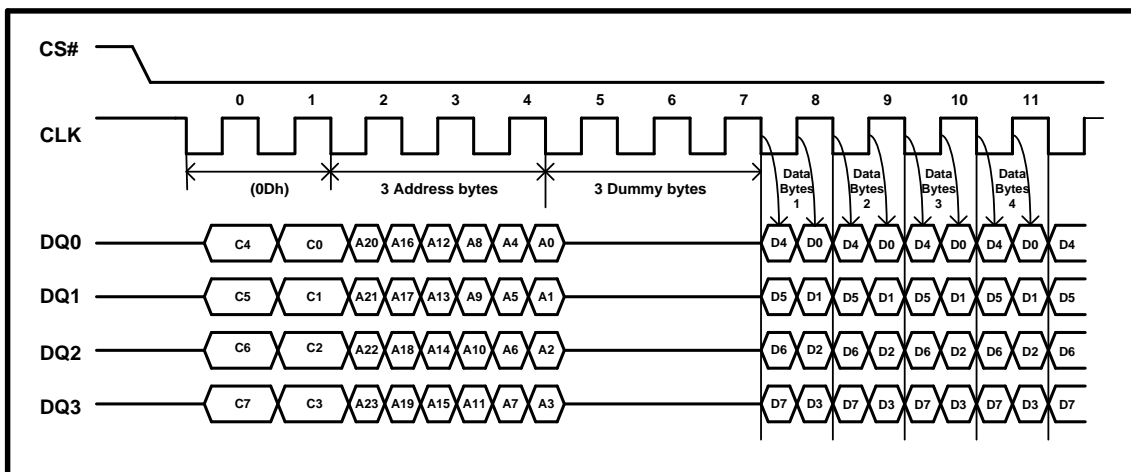 CS#
0 1 2 3 4 5 6 7 8 9 10 11
CLK
(0Dh) 3 Address bytes 3 Dummy bytes
Data Bytes 1
Data Bytes 2
Data Bytes 3
Data Bytes 4
DQ0 C4 C0 A20 A16 A12 A8 A4 A0 D4 D0 D4 D0 D4 D0 D4 D0 D4
DQ1 C5 C1 A21 A17 A13 A9 A5 A1 D5 D1 D5 D1 D5 D1 D5 D1 D5
DQ2 C6 C2 A22 A18 A14 A10 A6 A2 D6 D2 D6 D2 D6 D2 D6 D2 D6
DQ3 C7 C3 A23 A19 A15 A11 A7 A3 D7 D3 D7 D3 D7 D3 D7 D3 D7